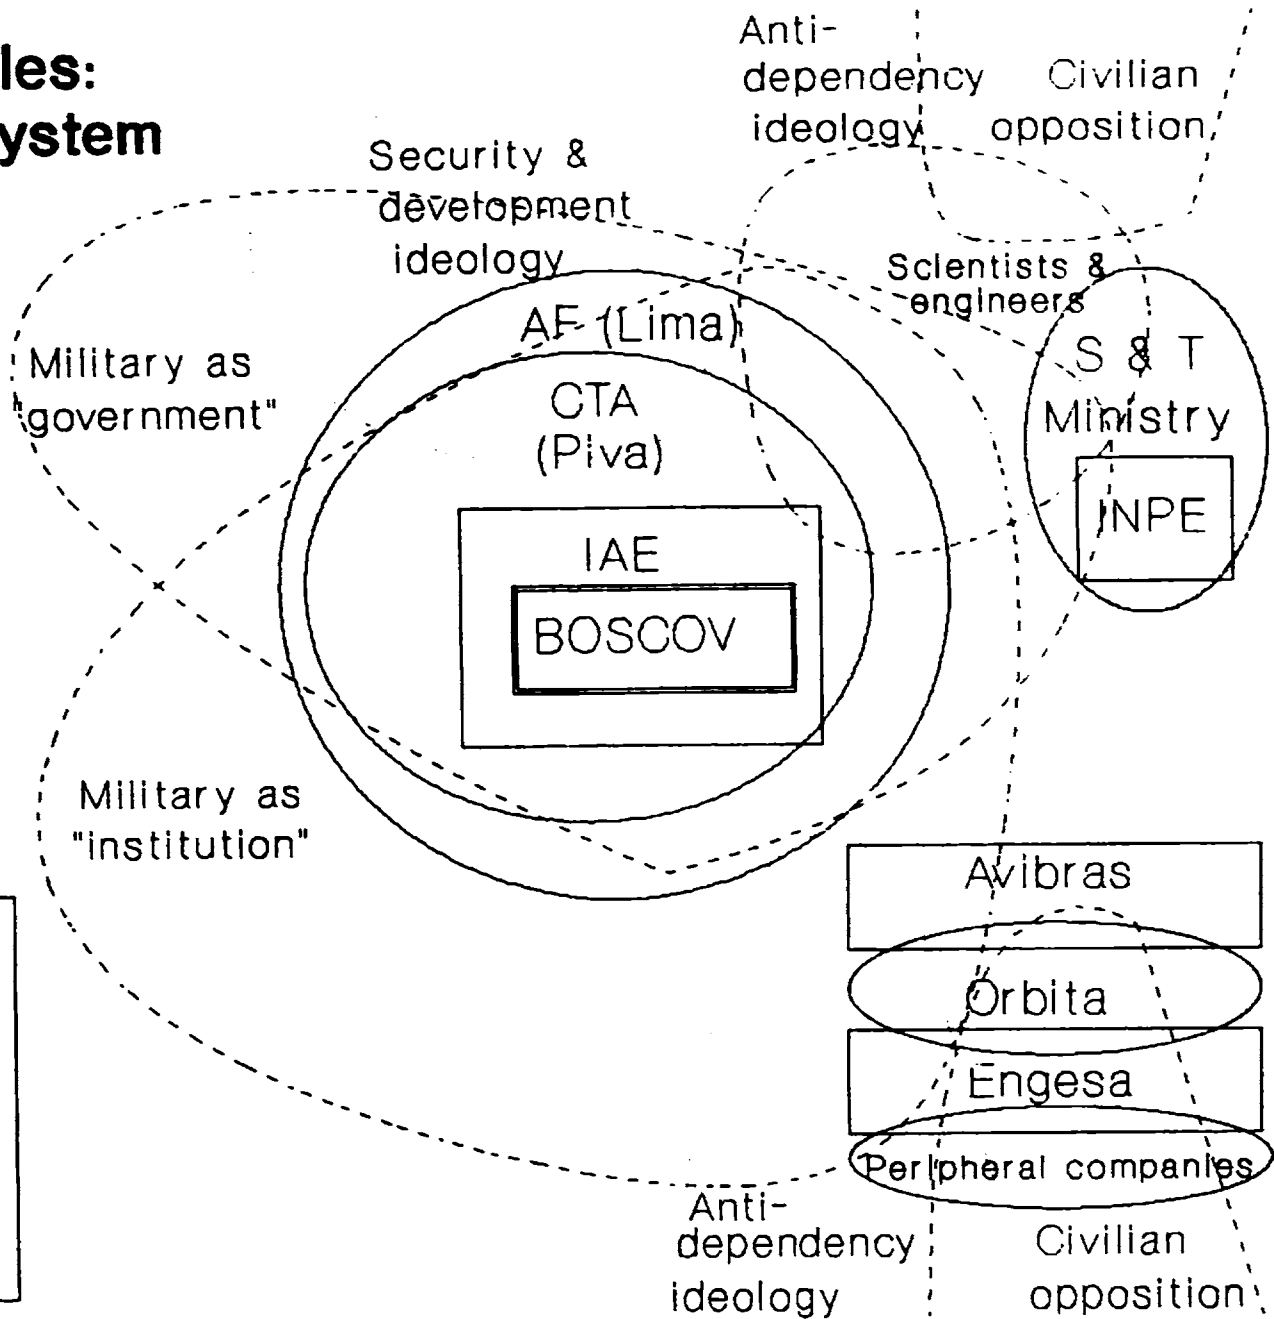 les:
ystem
Anti-
dependency
ideology
Civilian
opposition
Security &
development
ideology
Scientists &
engineers
AF (Lima)
S & T
Ministry
Military as
"government"
CTA
(Piva)
INPE
IAE
BOSCOV
Military as
"institution"
Avibras
Orbita
Engesa
Peripheral companies
Anti-
dependency
ideology
Civilian
opposition